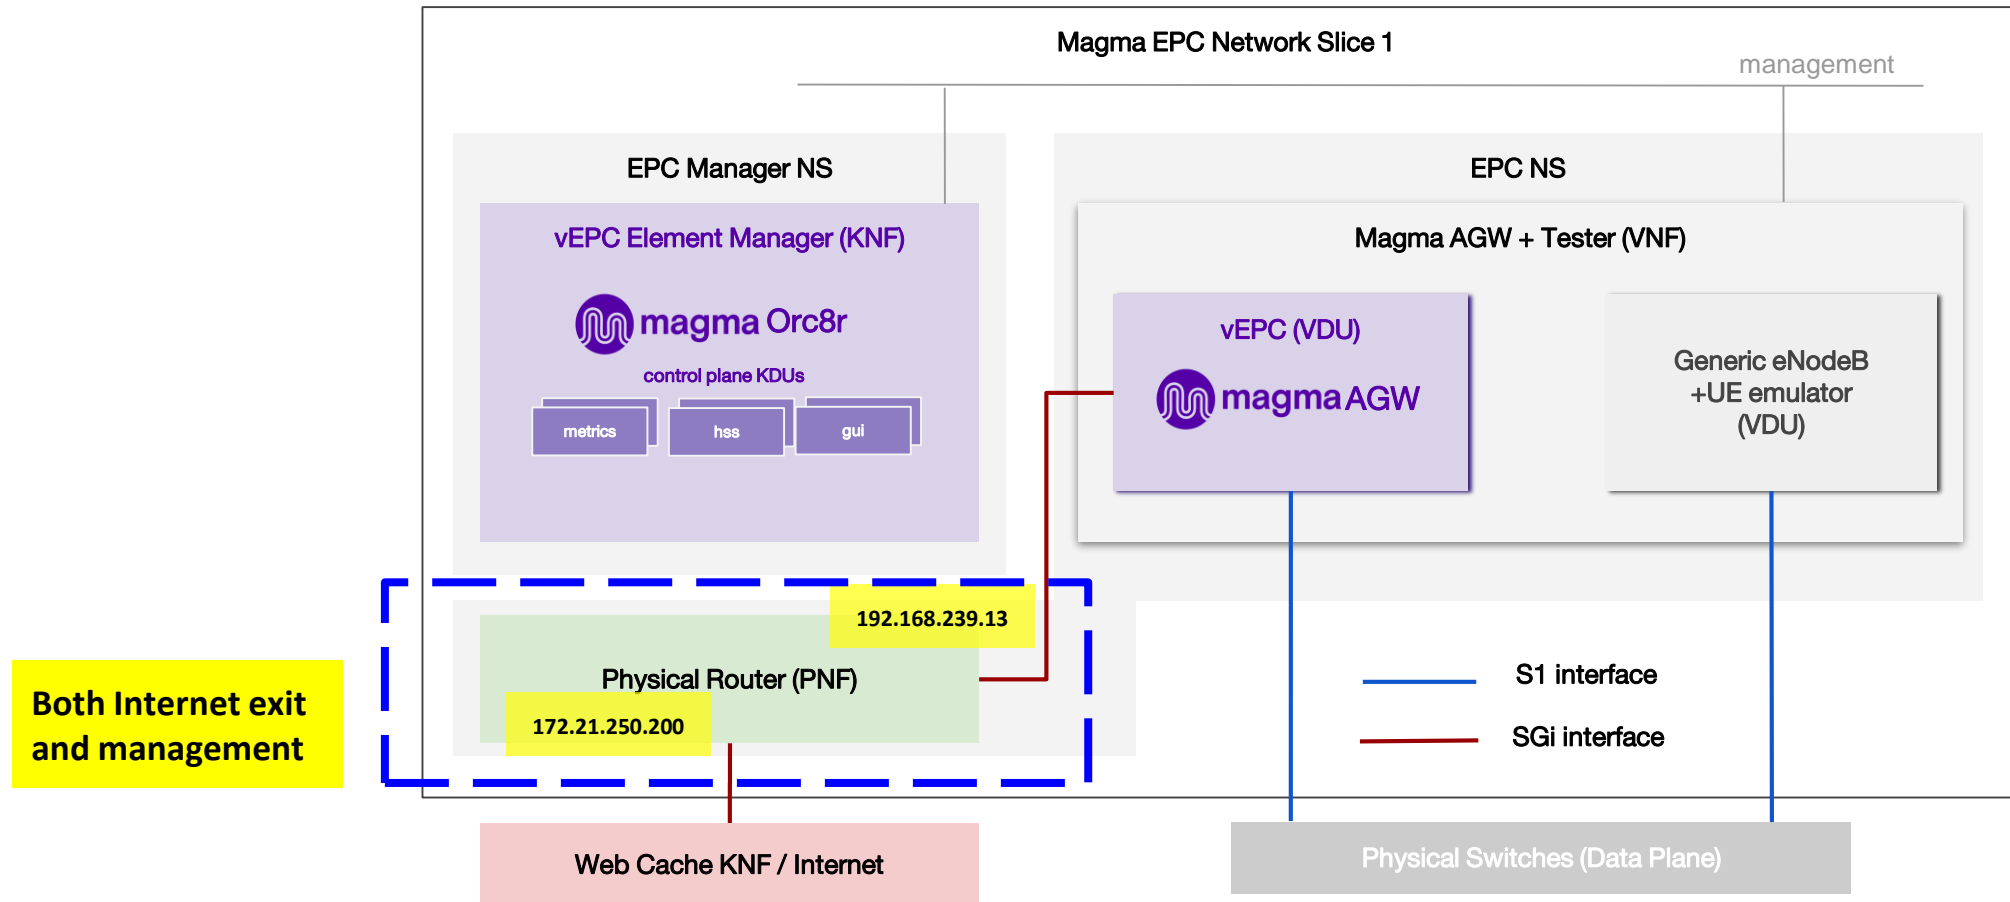 Magma EPC Network Slice 1
management
EPC Manager NS
EPC NS
vEPC Element Manager (KNF)
magma Orc8r
control plane KDUs
metrics
hss
gui
Magma AGW + Tester (VNF)
vEPC (VDU)
magma AGW
Generic eNodeB
+UE emulator
(VDU)
192.168.239.13
Physical Router (PNF)
172.21.250.200
Both Internet exit
and management
S1 interface
SGi interface
Web Cache KNF / Internet
Physical Switches (Data Plane)